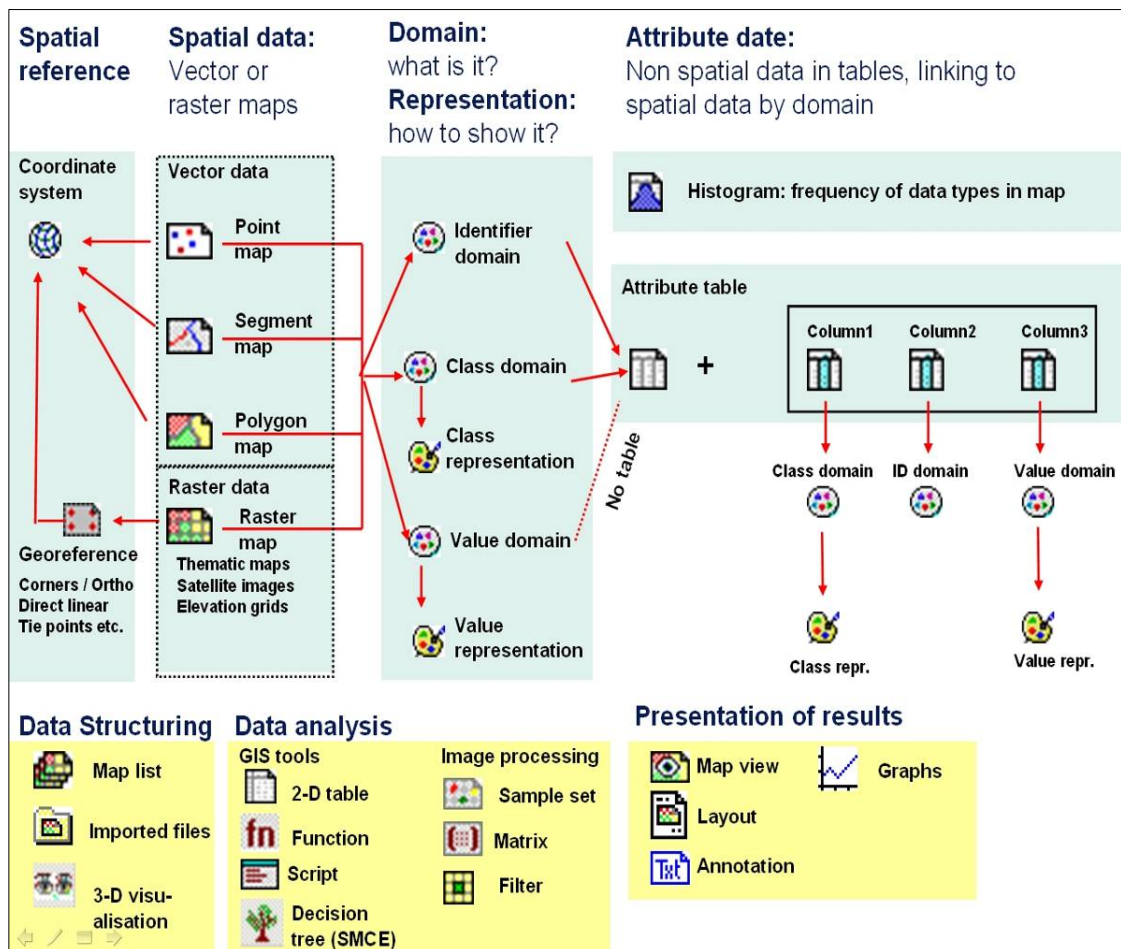 Spatial
reference
Spatial data:
Vector or
raster maps
Domain:
what is it?
Representation:
how to show it?
Attribute date:
Non spatial data in tables, linking to
spatial data by domain
Coordinate
system
Georeference
Corners / Ortho
Direct linear
Tie points etc.
Vector data
Point
map
Segment
map
Polygon
map
Raster data
Raster
map
Thematic maps
Satellite images
Elevation grids
Identifier
domain
Class domain
Class
representation
Value domain
Value
representation
No table
Histogram: frequency of data types in map
Attribute table
+
Column1
Column2
Column3
Class domain
ID domain
Value domain
Class repr.
Value repr.
Data Structuring
Map list
Imported files
3-D visu-
alisation
Data analysis
GIS tools
2-D table
fn
Function
Script
Decision
tree (SMCE)
Image processing
Sample set
Matrix
Filter
Presentation of results
Map view
Graphs
Layout
Txt
Annotation